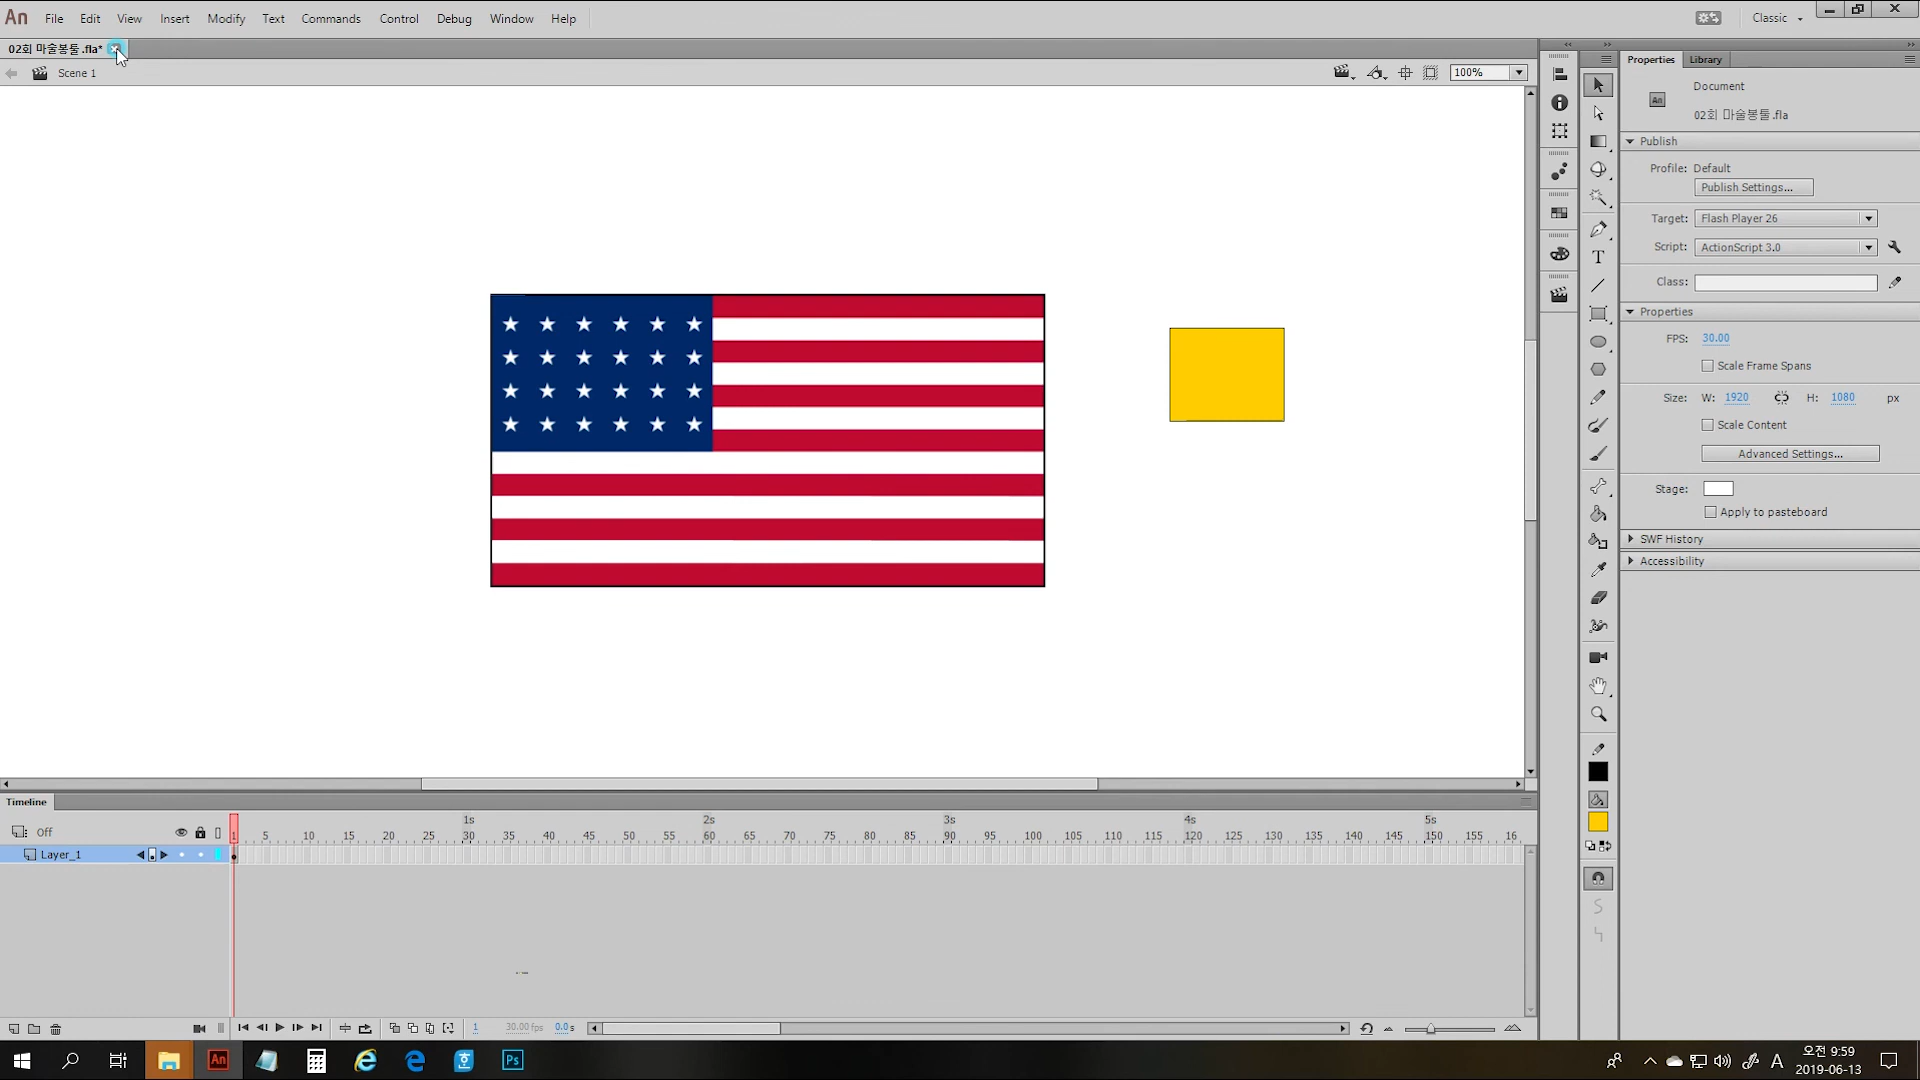 An File Edit View Insert Modify Text Commands Control Debug Window Help Classic
02회 마술봉툴.fla*
Scene 1 100%
Properties Library
An Document
02회 마술봉툴.fla
Publish
Profile: Default
Publish Settings...
Target: Flash Player 26
Script: ActionScript 3.0
Class:
Properties
FPS: 30.00
Scale Frame Spans
Size: W: 1920 H: 1080 px
Scale Content
Advanced Settings...
Stage:
Apply to pasteboard
SWF History
Accessibility
Timeline
1s 2s 3s 4s 5s
Off 1 5 10 15 20 25 30 35 40 45 50 55 60 65 70 75 80 85 90 95 100 105 110 115 120 125 130 135 140 145 150 155 16
Layer_1
1 30.00 fps 0.0 s
An Ps A 오전 9:59
2019-06-13